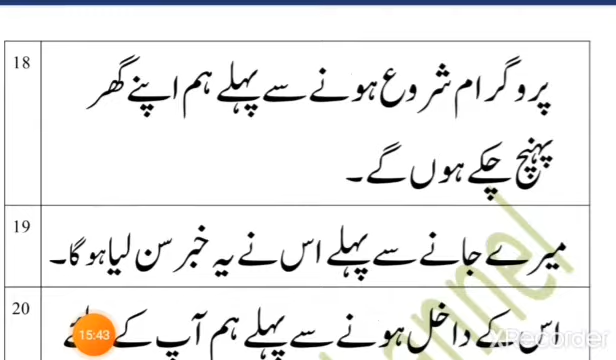 18
پروگرام شروع ہونے سے پہلے ہم اپنے گھر
پہنچ چکے ہوں گے۔
19
میرے جانے سے پہلے اس نے یہ خبر سن لیا ہوگا۔
20
اس کے داخل ہونے سے پہلے ہم آپ کے
15:43
XRecorder